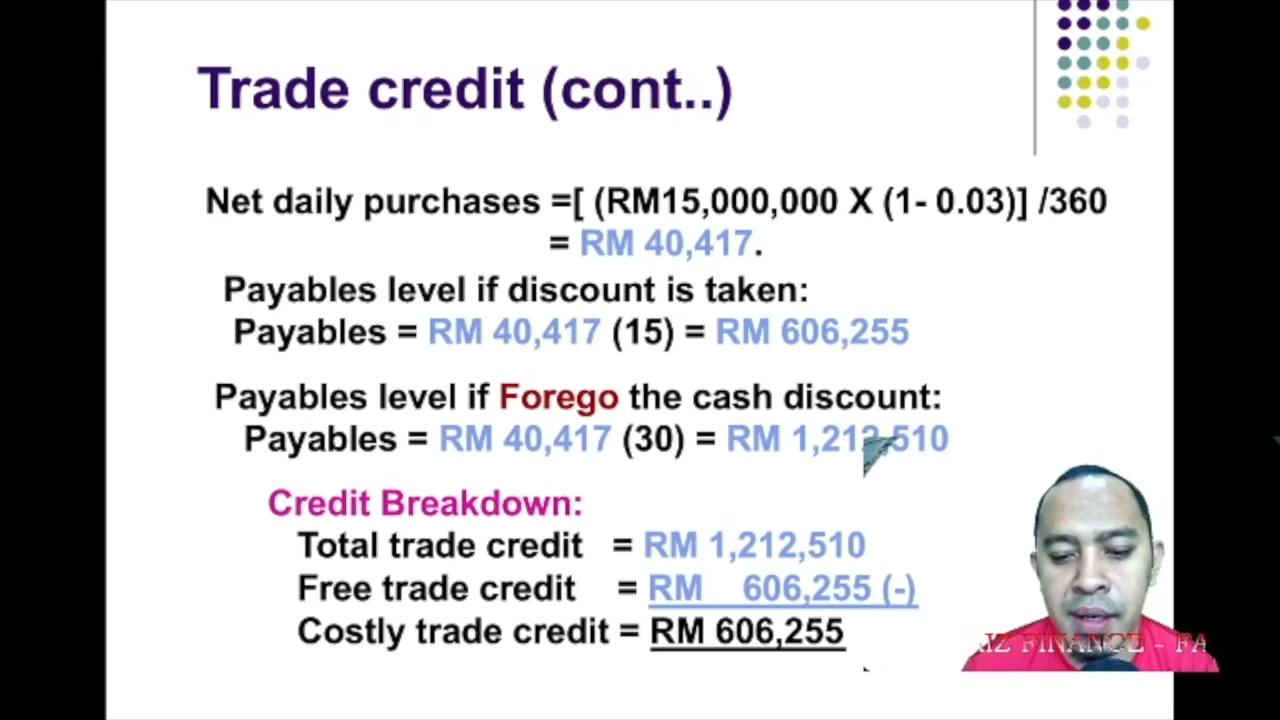 Trade credit (cont..)
Net daily purchases =[ (RM15,000,000 X (1- 0.03)] /360
= RM 40,417.
Payables level if discount is taken:
Payables = RM 40,417 (15) = RM 606,255
Payables level if Forego the cash discount:
Payables = RM 40,417 (30) = RM 1,212,510
Credit Breakdown:
Total trade credit = RM 1,212,510
Free trade credit = RM 606,255 (-)
Costly trade credit = RM 606,255
FINANCE - FA